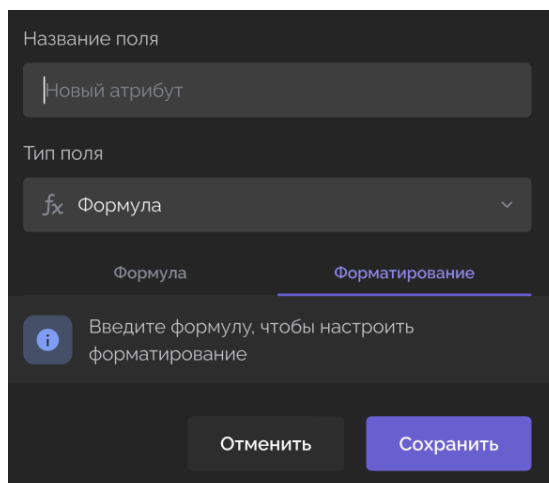 Название поля
Новый атрибут
Тип поля
fx Формула
Формула
Форматирование
Введите формулу, чтобы настроить
форматирование
Отменить
Сохранить